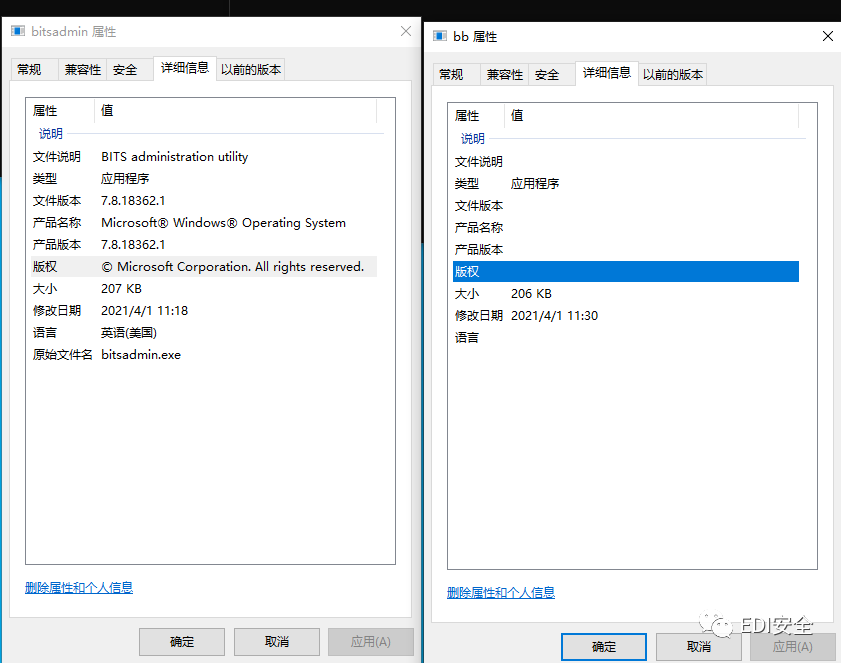 bitsadmin 属性
常规 兼容性 安全 详细信息 以前的版本
属性 值
说明
文件说明 BITS administration utility
类型 应用程序
文件版本 7.8.18362.1
产品名称 Microsoft® Windows® Operating System
产品版本 7.8.18362.1
版权 © Microsoft Corporation. All rights reserved.
大小 207 KB
修改日期 2021/4/1 11:18
语言 英语(美国)
原始文件名 bitsadmin.exe
删除属性和个人信息
确定 取消 应用(A)
bb 属性
常规 兼容性 安全 详细信息 以前的版本
属性 值
说明
文件说明
类型 应用程序
文件版本
产品名称
产品版本
版权
大小 206 KB
修改日期 2021/4/1 11:30
语言
删除属性和个人信息
EDI安全
确定 取消 应用(A)